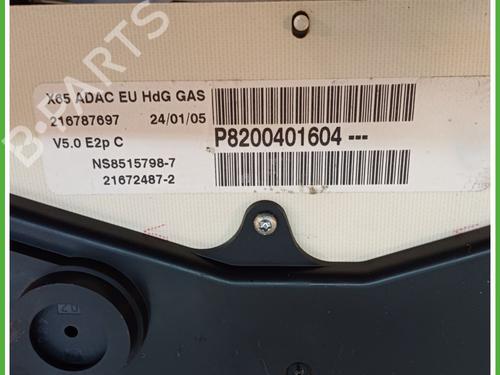 X65 ADAC EU HdG GAS
216787697 24/01/05
V5.0 E2p C
P8200401604 ---
NS8515798-7
21672487-2
B-PARTS